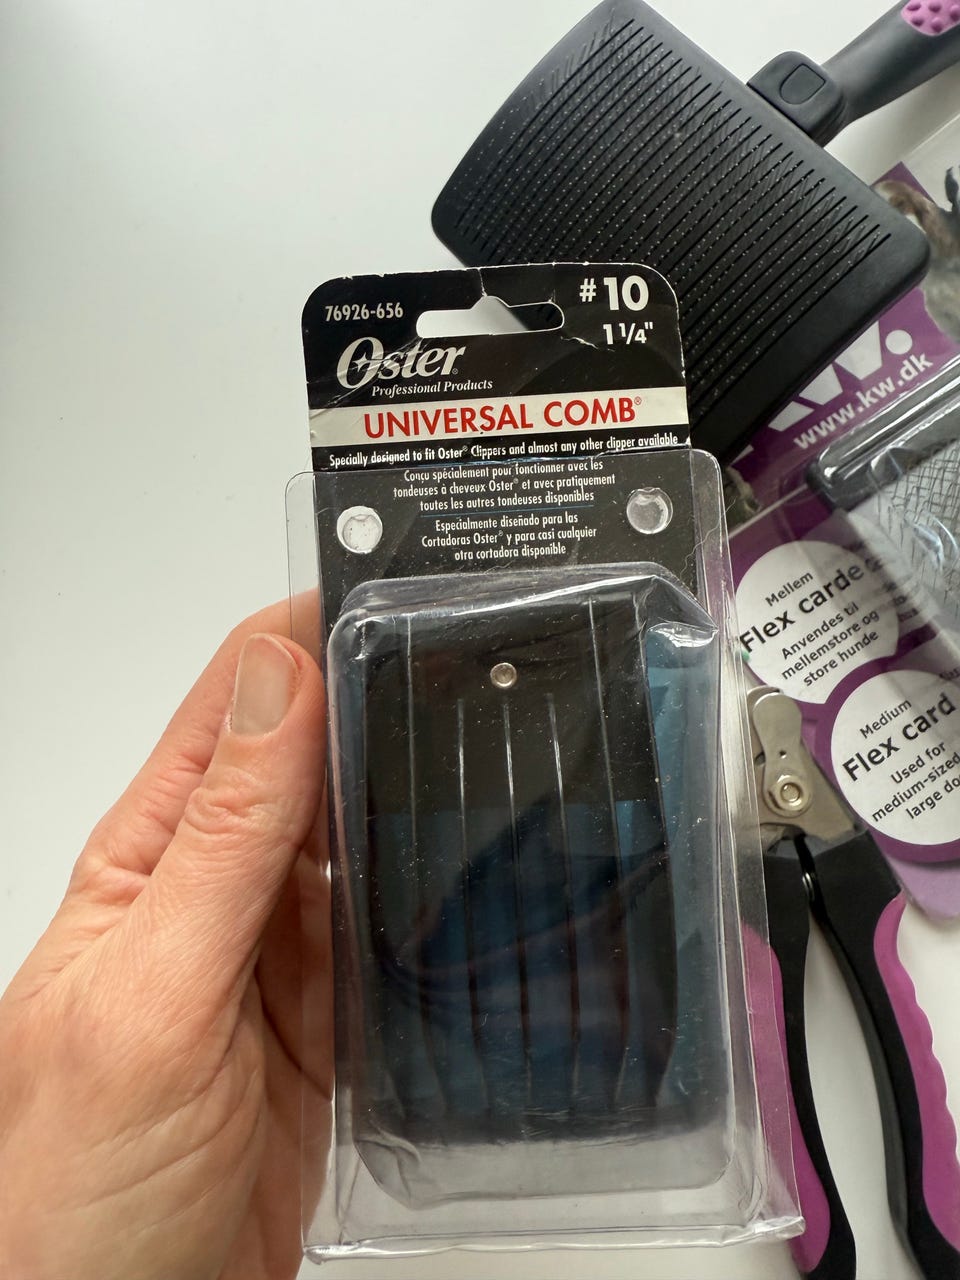 76926-656
#10
1 1/4"
Oster®
Professional Products
UNIVERSAL COMB®
Specially designed to fit Oster® Clippers and almost any other clipper available
Conçu spécialement pour fonctionner avec les
tondeuses à cheveux Oster® et avec pratiquement
toutes les autres tondeuses disponibles
Especialmente diseñado para las
Cortadoras Oster® y para casi cualquier
otra cortadora disponible
www.kw.dk
Mellem
Flex carde
Anvendes til
mellemstore og
store hunde
Medium
Flex card
Used for
medium-sized
large